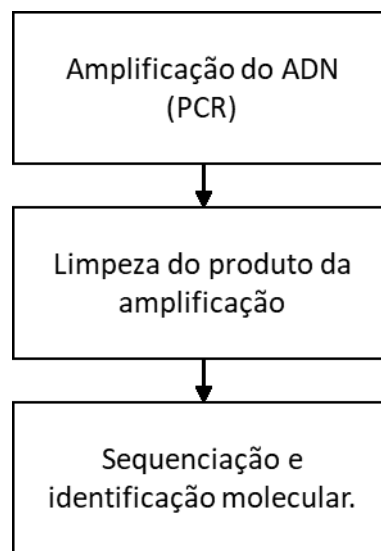 Amplificação do ADN
(PCR)
Limpeza do produto da
amplificação
Sequenciação e
identificação molecular.